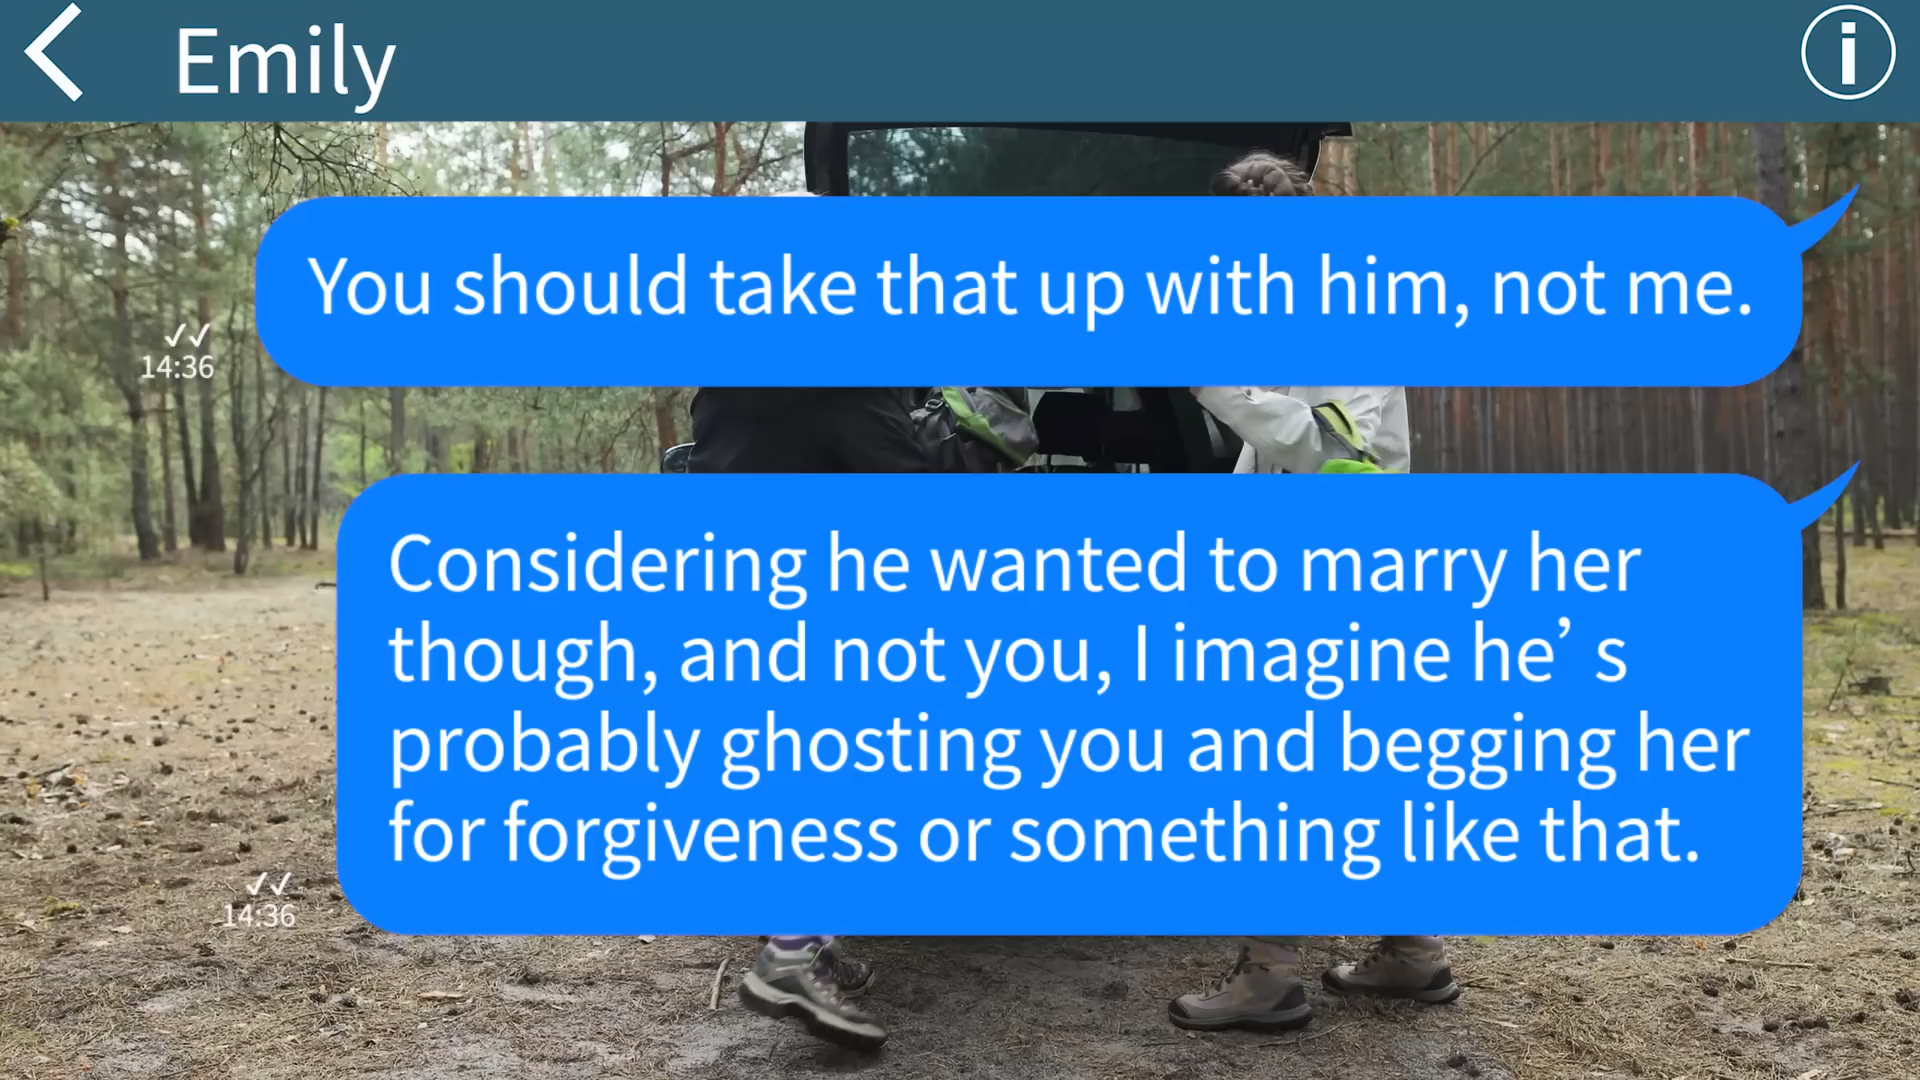 Emily
You should take that up with him, not me.
✓✓
14:36
Considering he wanted to marry her
though, and not you, I imagine he’s
probably ghosting you and begging her
for forgiveness or something like that.
✓✓
14:36